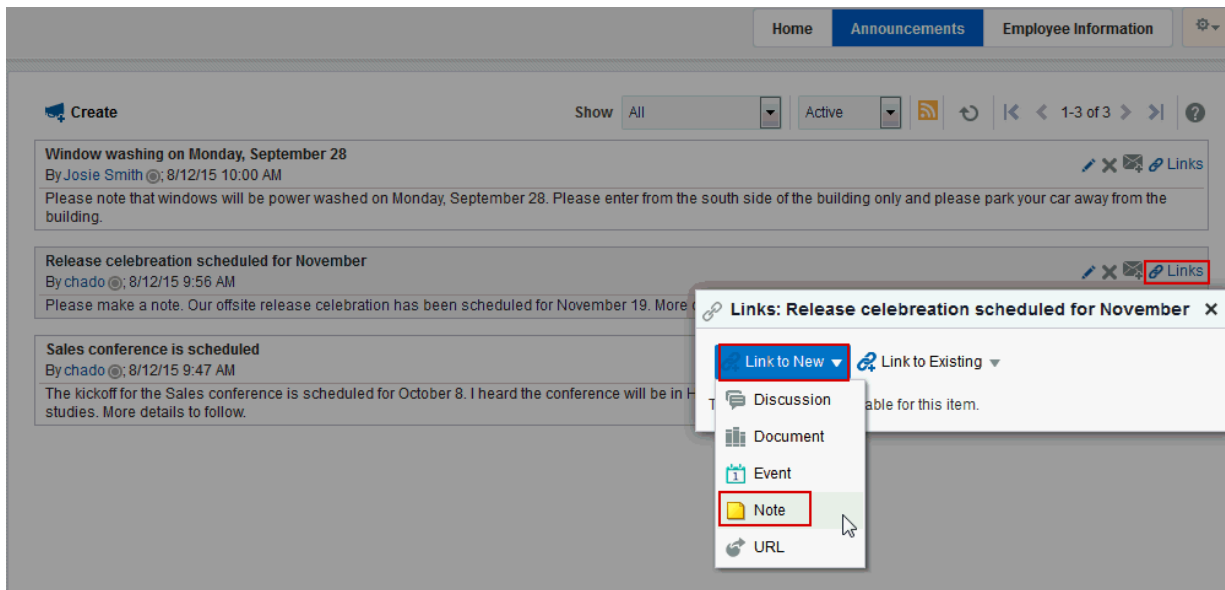 Home Announcements Employee Information
Create Show All Active 1-3 of 3
Window washing on Monday, September 28
By Josie Smith; 8/12/15 10:00 AM
Links
Please note that windows will be power washed on Monday, September 28. Please enter from the south side of the building only and please park your car away from the
building.
Release celebreation scheduled for November
By chado; 8/12/15 9:56 AM
Links
Please make a note. Our offsite release celebration has been scheduled for November 19. More
Links: Release celebreation scheduled for November
Sales conference is scheduled
By chado; 8/12/15 9:47 AM
The kickoff for the Sales conference is scheduled for October 8. I heard the conference will be in H
studies. More details to follow.
Link to New Link to Existing
Discussion
able for this item.
Document
1 Event
Note
URL